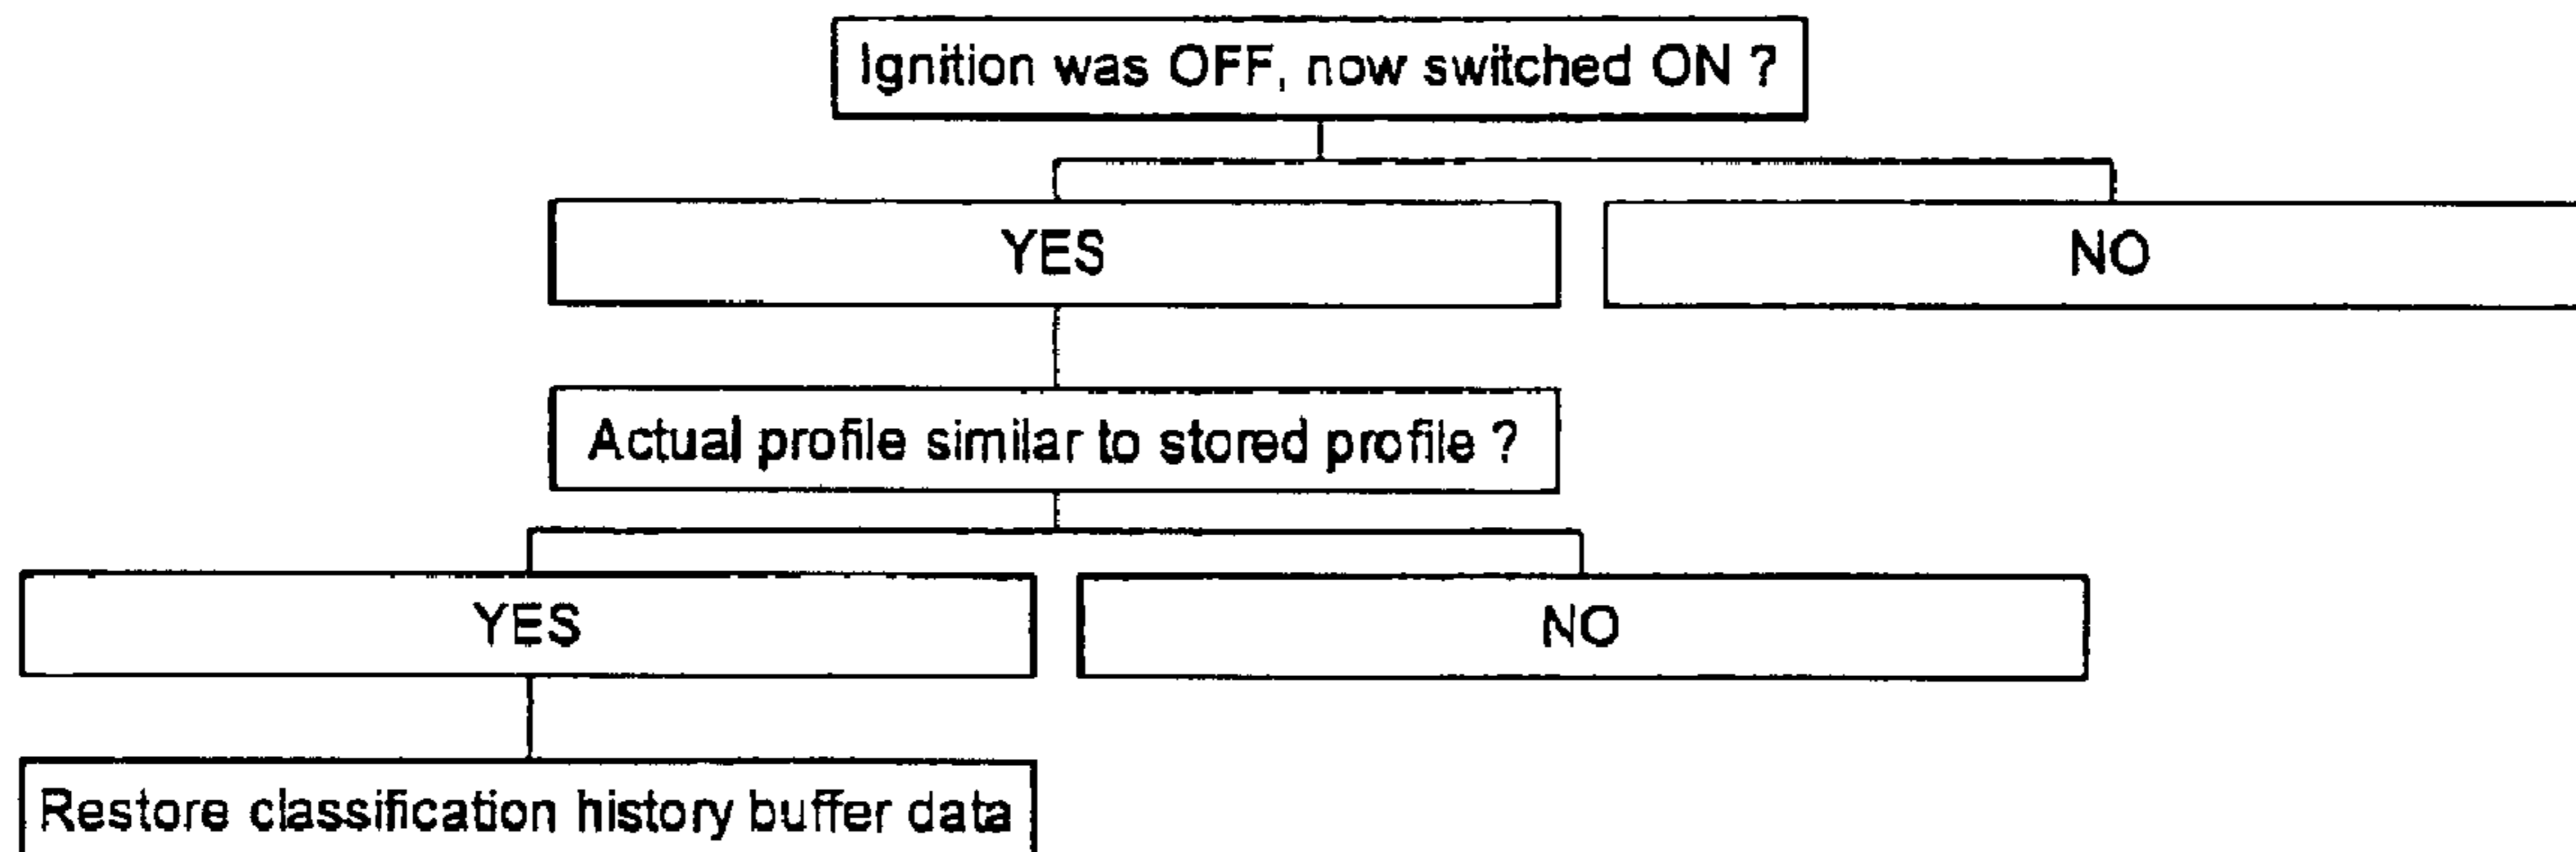 Ignition was OFF, now switched ON ?
YES
NO
Actual profile similar to stored profile ?
YES
NO
Restore classification history buffer data